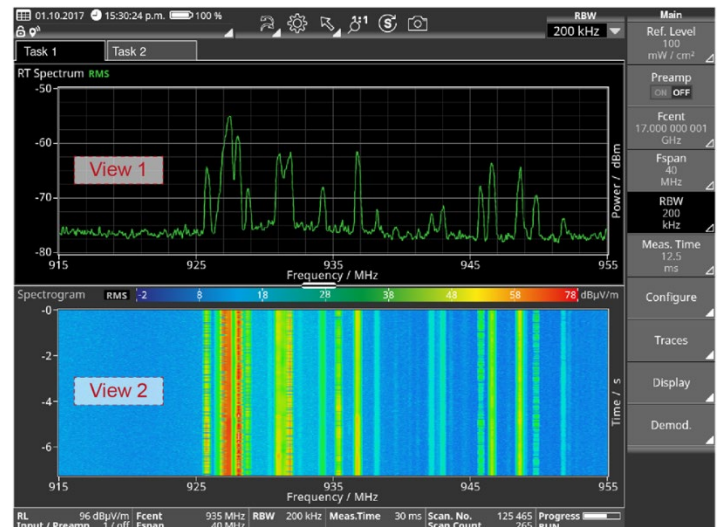 01.10.2017 15:30:24 p.m. 100 %
RBW
200 kHz
Task 1 Task 2
RT Spectrum RMS
-50
-60
-70
-80
View 1
Power / dBm
915 925 935 945 955
Frequency / MHz
Spectrogram RMS -2 8 18 28 38 48 58 78 dBµV/m
-0
-2
-4
-6
View 2
Time / s
915 925 935 945 955
Frequency / MHz
RL 96 dBµV/m Fcent 935 MHz RBW 200 kHz Meas.Time 30 ms Scan. No. 125 465 Progress
Input / Preamp 1 / off Fspan 40 MHz Scan Count 265 RUN
Main
Ref. Level
100
mW / cm²
Preamp
ON OFF
Fcent
17.000 000 001
GHz
Fspan
40
MHz
RBW
200
kHz
Meas. Time
12.5
ms
Configure
Traces
Display
Demod.